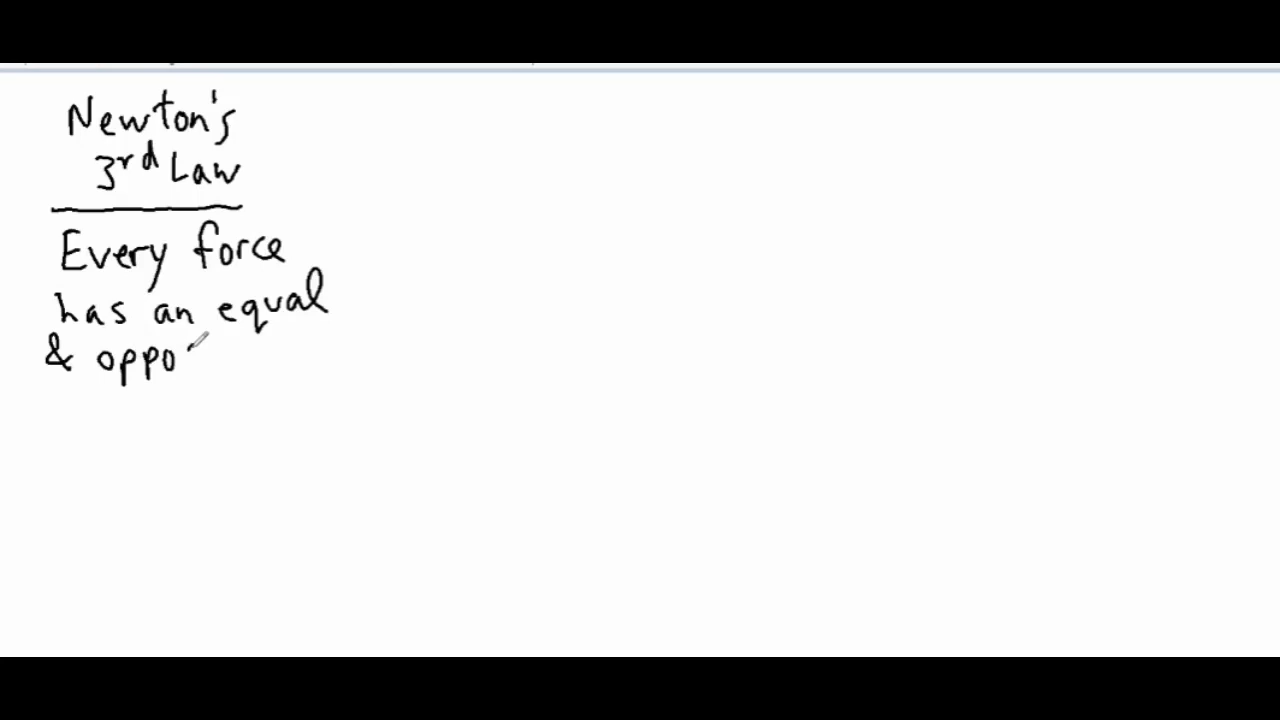 Newton's
3rd Law
Every force
has an equal
& oppo